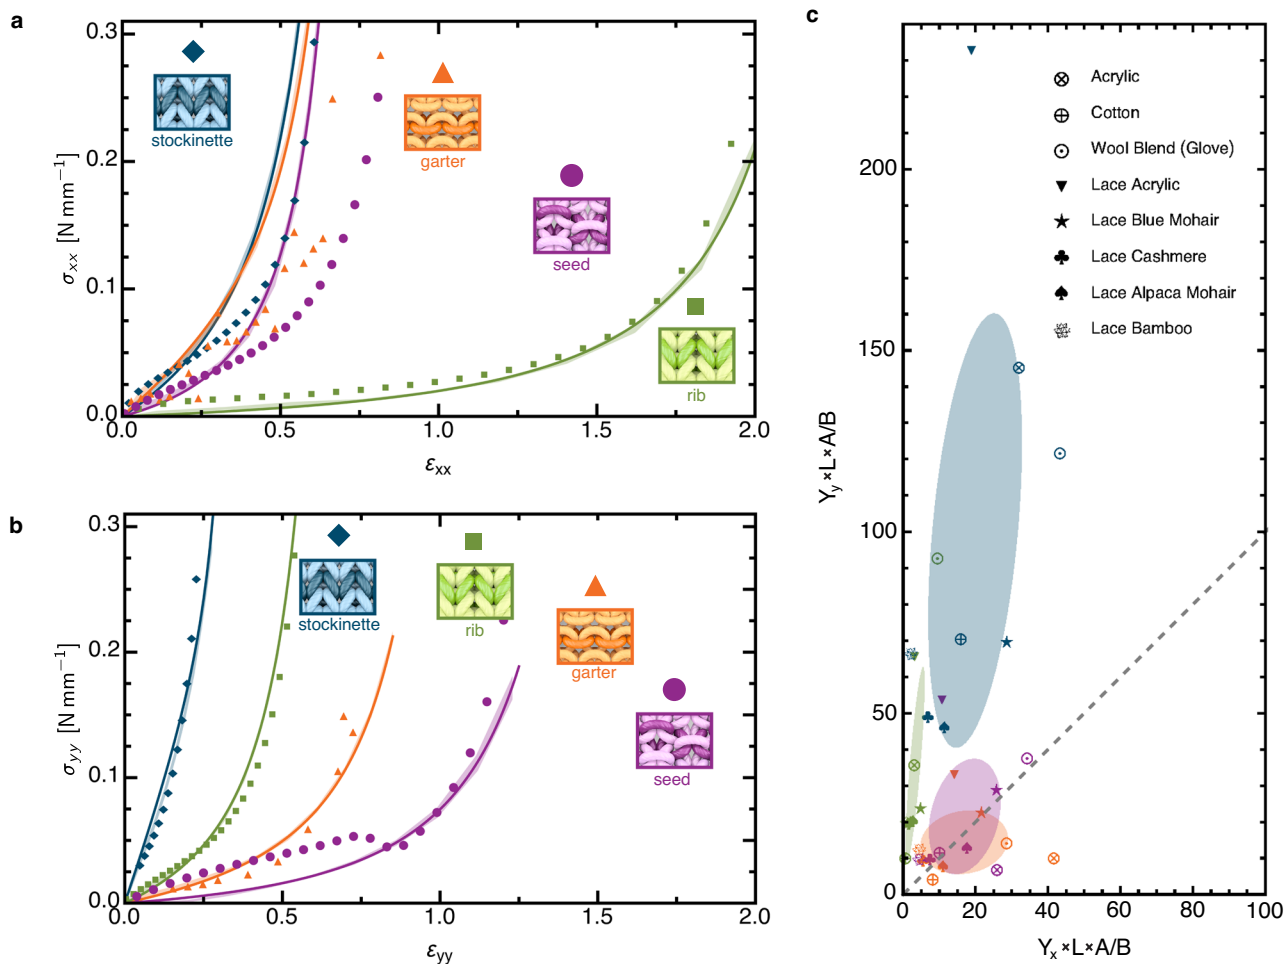 a
0.3
0.2
0.1
0.0
σxx [N mm⁻¹]
stockinette
garter
seed
rib
0.0 0.5 1.0 1.5 2.0
εxx
b
0.3
0.2
0.1
0.0
σyy [N mm⁻¹]
stockinette
rib
garter
seed
0.0 0.5 1.0 1.5 2.0
εyy
c
200
150
100
50
0
Yy*L*A/B
Acrylic
Cotton
Wool Blend (Glove)
Lace Acrylic
Lace Blue Mohair
Lace Cashmere
Lace Alpaca Mohair
Lace Bamboo
0 20 40 60 80 100
Yx*L*A/B